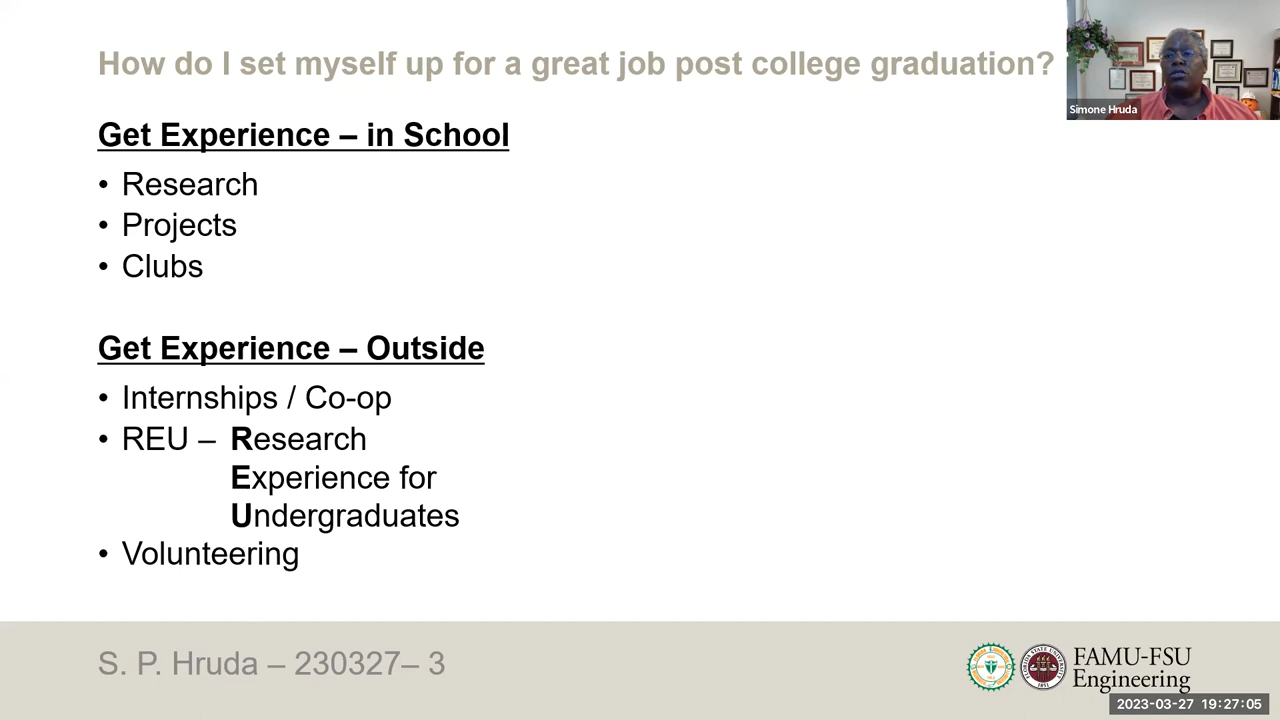 How do I set myself up for a great job post college graduation?
Simone Hruda
Get Experience – in School
• Research
• Projects
• Clubs
Get Experience – Outside
• Internships / Co-op
• REU – Research
Experience for
Undergraduates
• Volunteering
S. P. Hruda – 230327– 3
FAMU-FSU
Engineering
2023-03-27 19:27:05